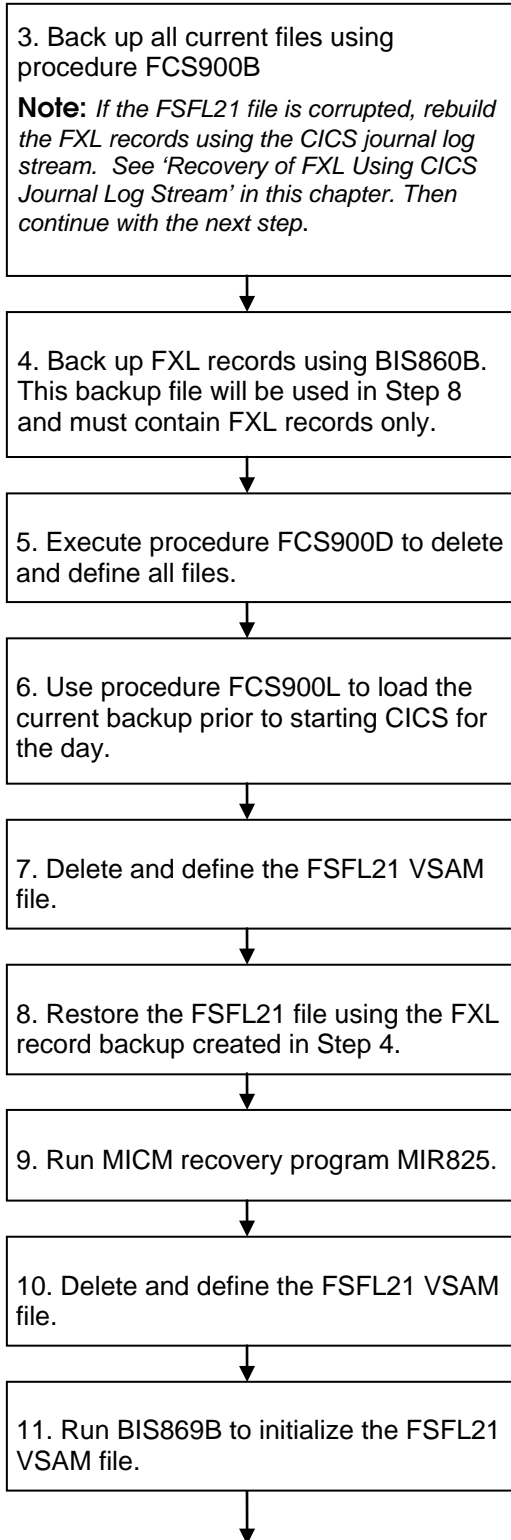 3. Back up all current files using
procedure FCS900B
Note: If the FSFL21 file is corrupted, rebuild
the FXL records using the CICS journal log
stream.  See ‘Recovery of FXL Using CICS
Journal Log Stream’ in this chapter. Then
continue with the next step.
4. Back up FXL records using BIS860B.
This backup file will be used in Step 8
and must contain FXL records only.
5. Execute procedure FCS900D to delete
and define all files.
6. Use procedure FCS900L to load the
current backup prior to starting CICS for
the day.
7. Delete and define the FSFL21 VSAM
file.
8. Restore the FSFL21 file using the FXL
record backup created in Step 4.
9. Run MICM recovery program MIR825.
10. Delete and define the FSFL21 VSAM
file.
11. Run BIS869B to initialize the FSFL21
VSAM file.